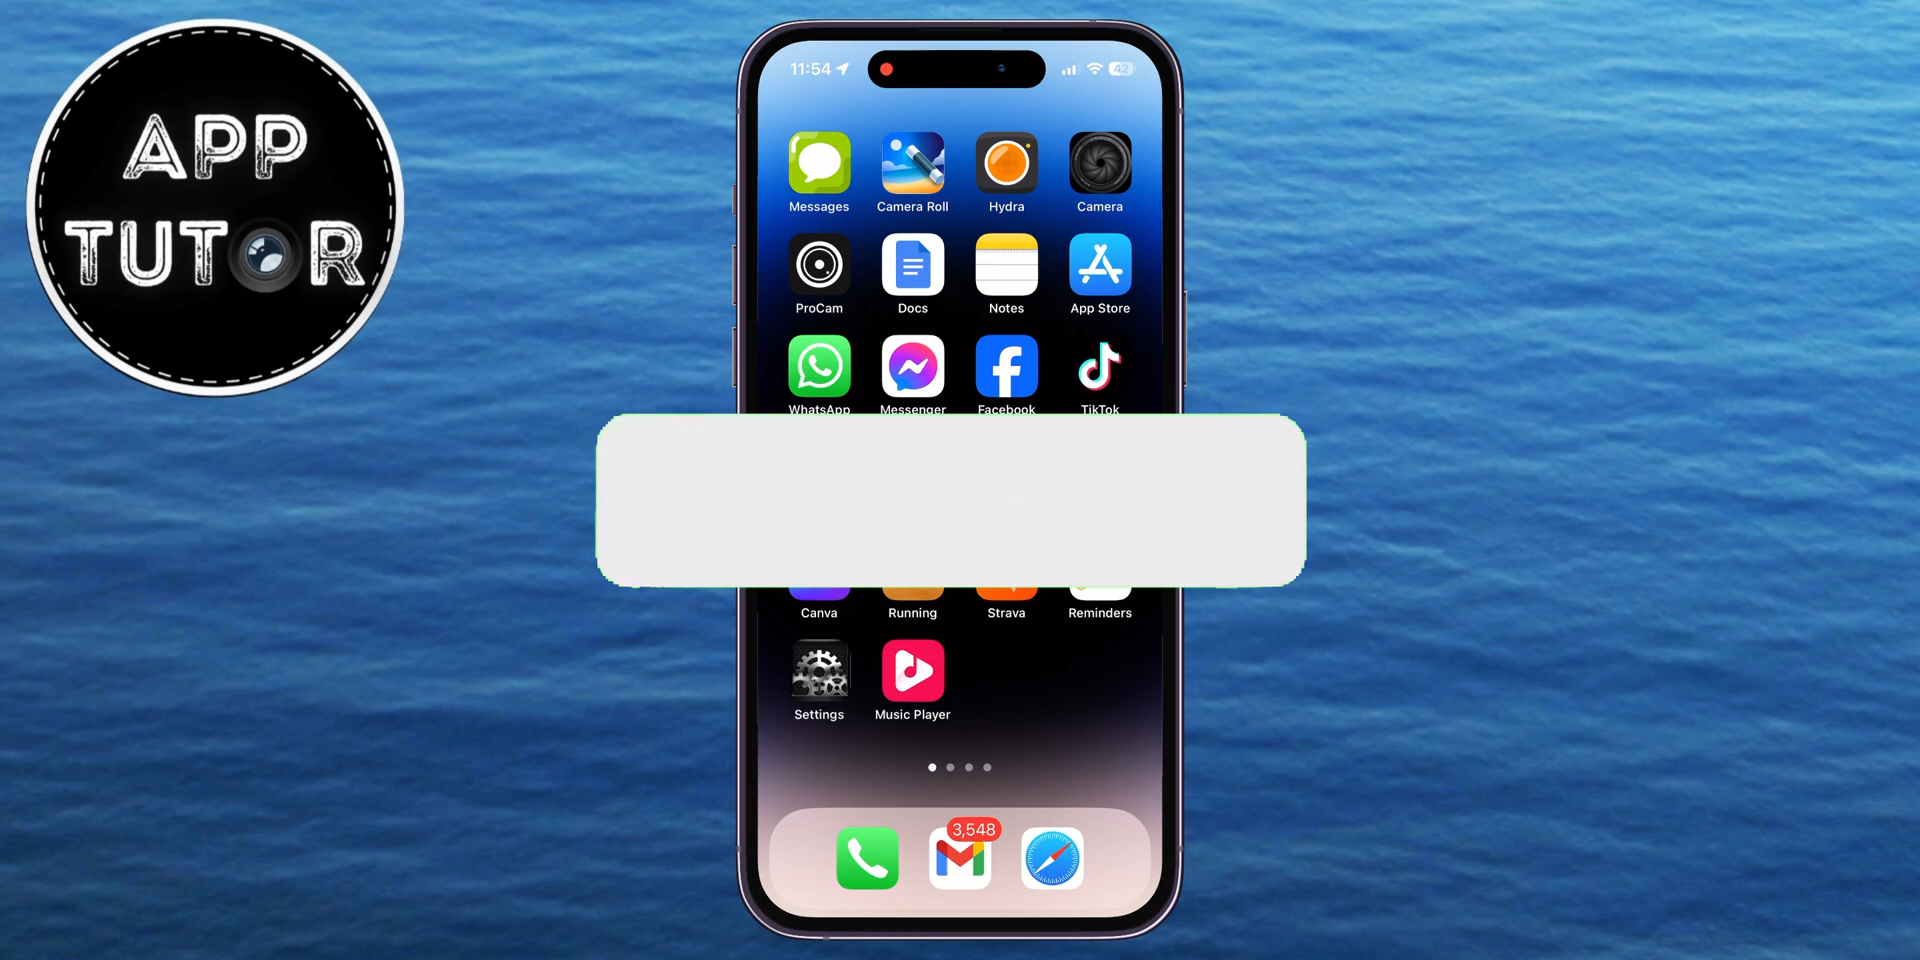 APP
TUTOR
11:54
42
Messages
Camera Roll
Hydra
Camera
ProCam
Docs
Notes
App Store
WhatsApp
Messenger
Facebook
TikTok
Canva
Running
Strava
Reminders
Settings
Music Player
3,548